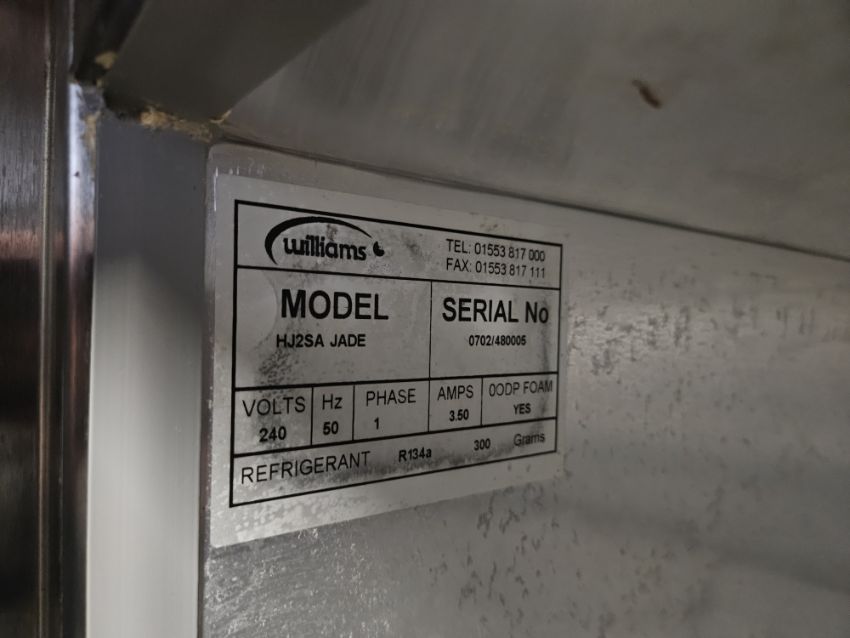 williams
TEL: 01553 817 000
FAX: 01553 817 111
MODEL
HJ2SA JADE
SERIAL No
0702/480005
VOLTS
240
Hz
50
PHASE
1
AMPS
3.50
0ODP FOAM
YES
REFRIGERANT R134a 300 Grams